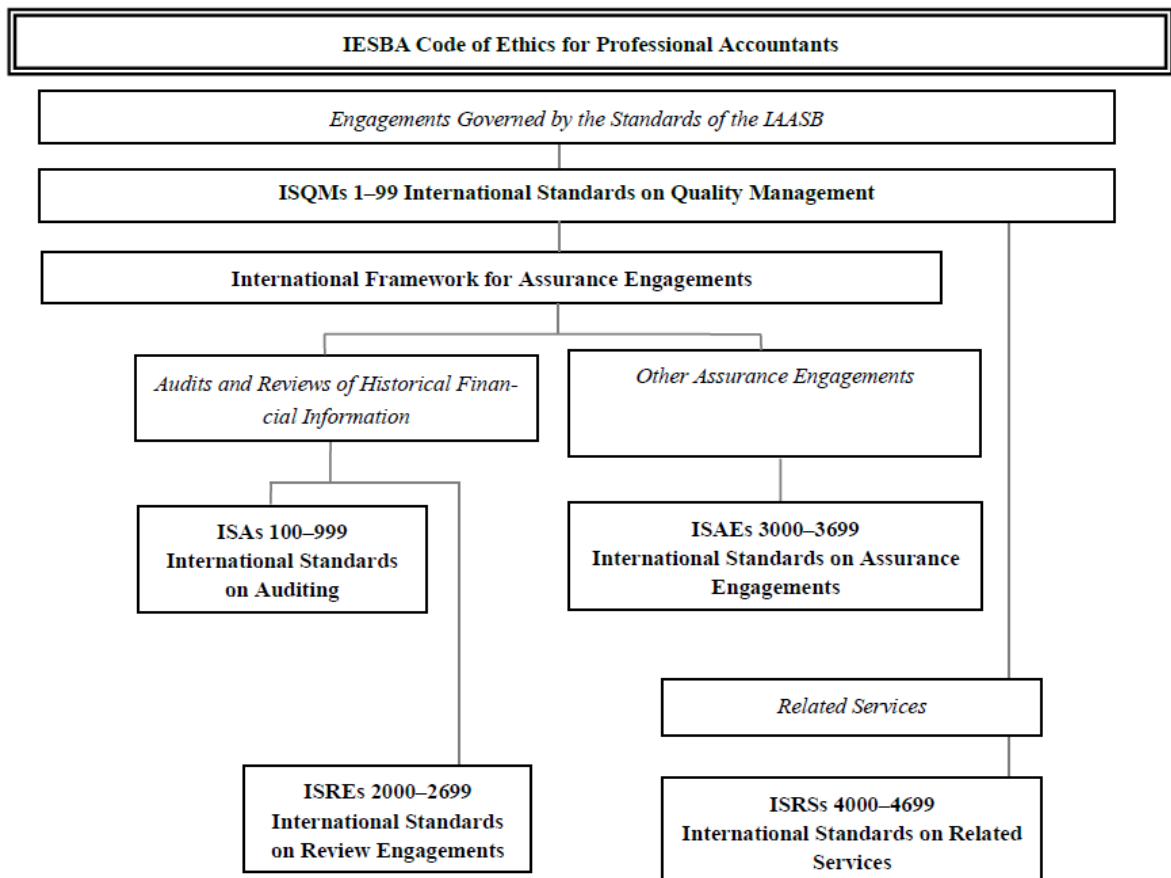 IESBA Code of Ethics for Professional Accountants
Engagements Governed by the Standards of the IAASB
ISQMs 1–99 International Standards on Quality Management
International Framework for Assurance Engagements
Audits and Reviews of Historical Finan-
cial Information
Other Assurance Engagements
ISAs 100–999
International Standards
on Auditing
ISAEs 3000–3699
International Standards on Assurance
Engagements
Related Services
ISREs 2000–2699
International Standards
on Review Engagements
ISRSs 4000–4699
International Standards on Related
Services